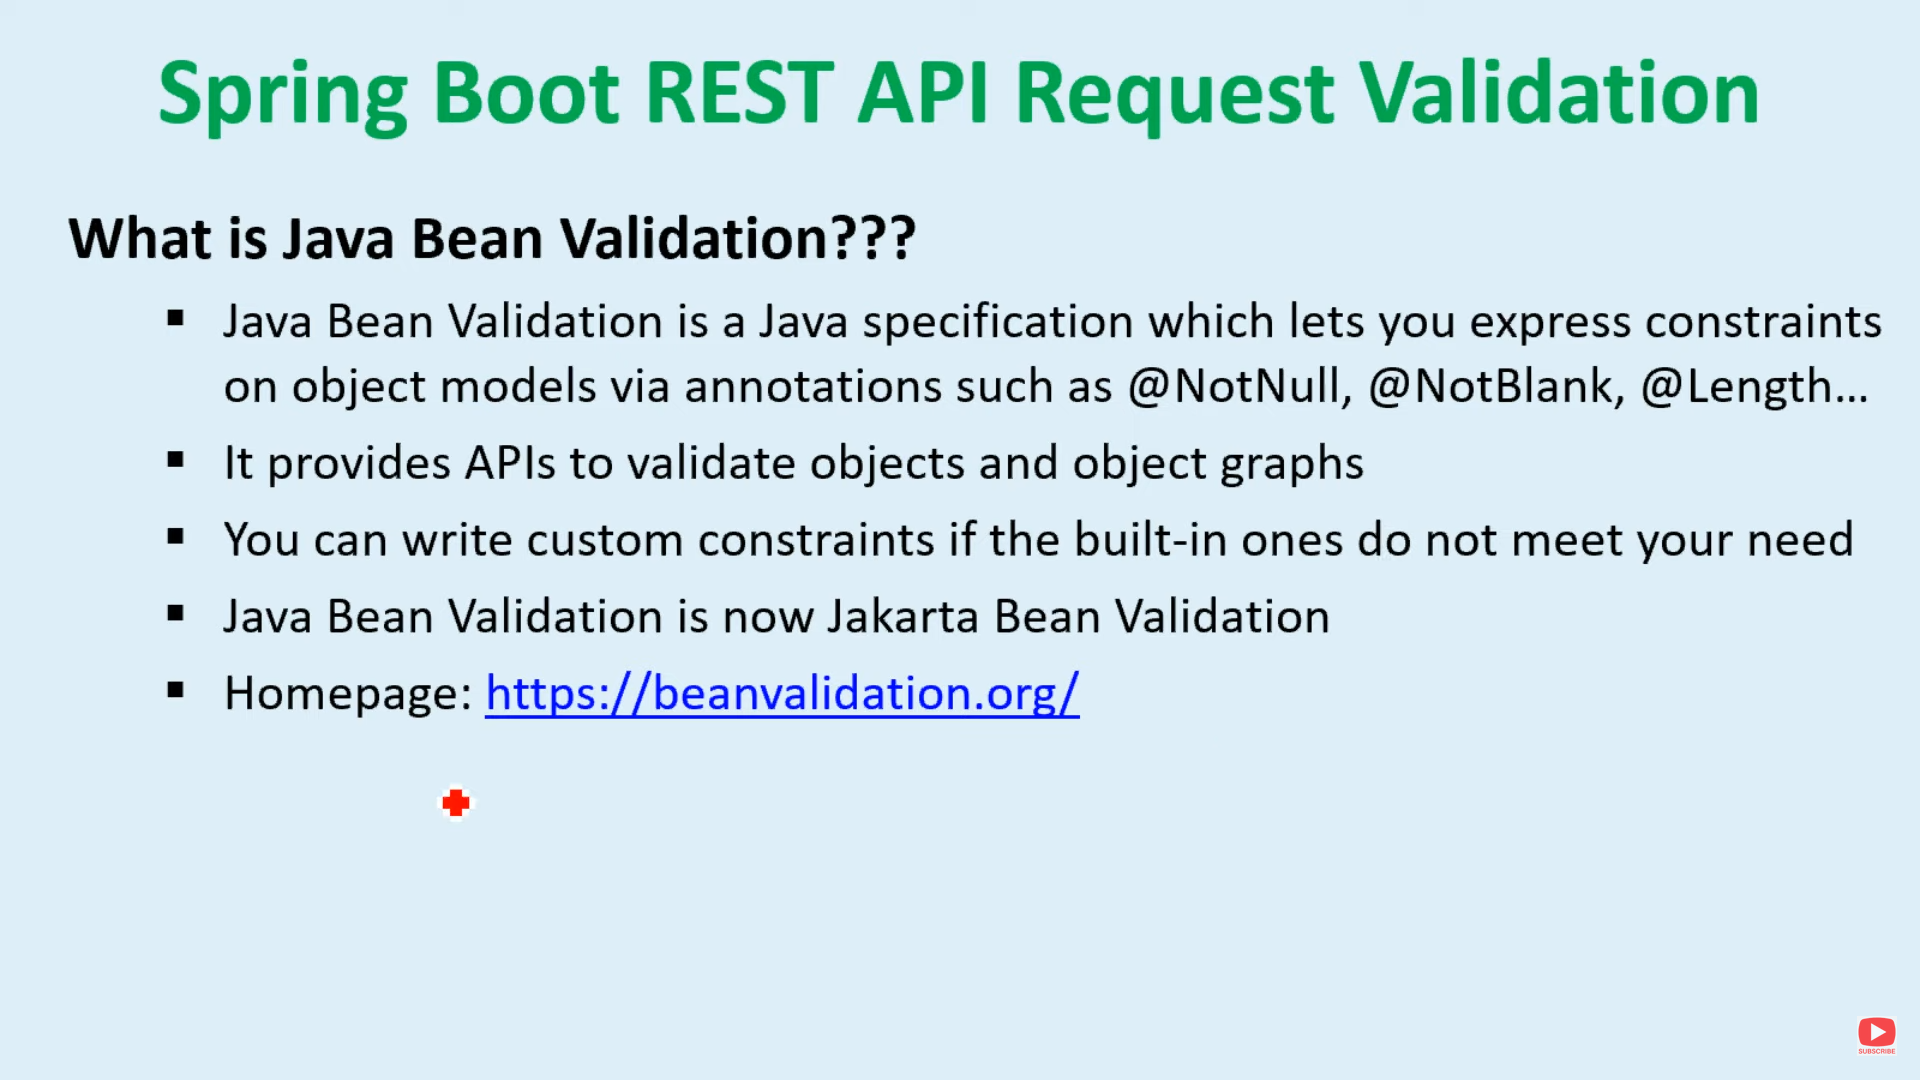 Spring Boot REST API Request Validation
What is Java Bean Validation???
▪ Java Bean Validation is a Java specification which lets you express constraints
on object models via annotations such as @NotNull, @NotBlank, @Length...
▪ It provides APIs to validate objects and object graphs
▪ You can write custom constraints if the built-in ones do not meet your need
▪ Java Bean Validation is now Jakarta Bean Validation
▪ Homepage: https://beanvalidation.org/
SUBSCRIBE